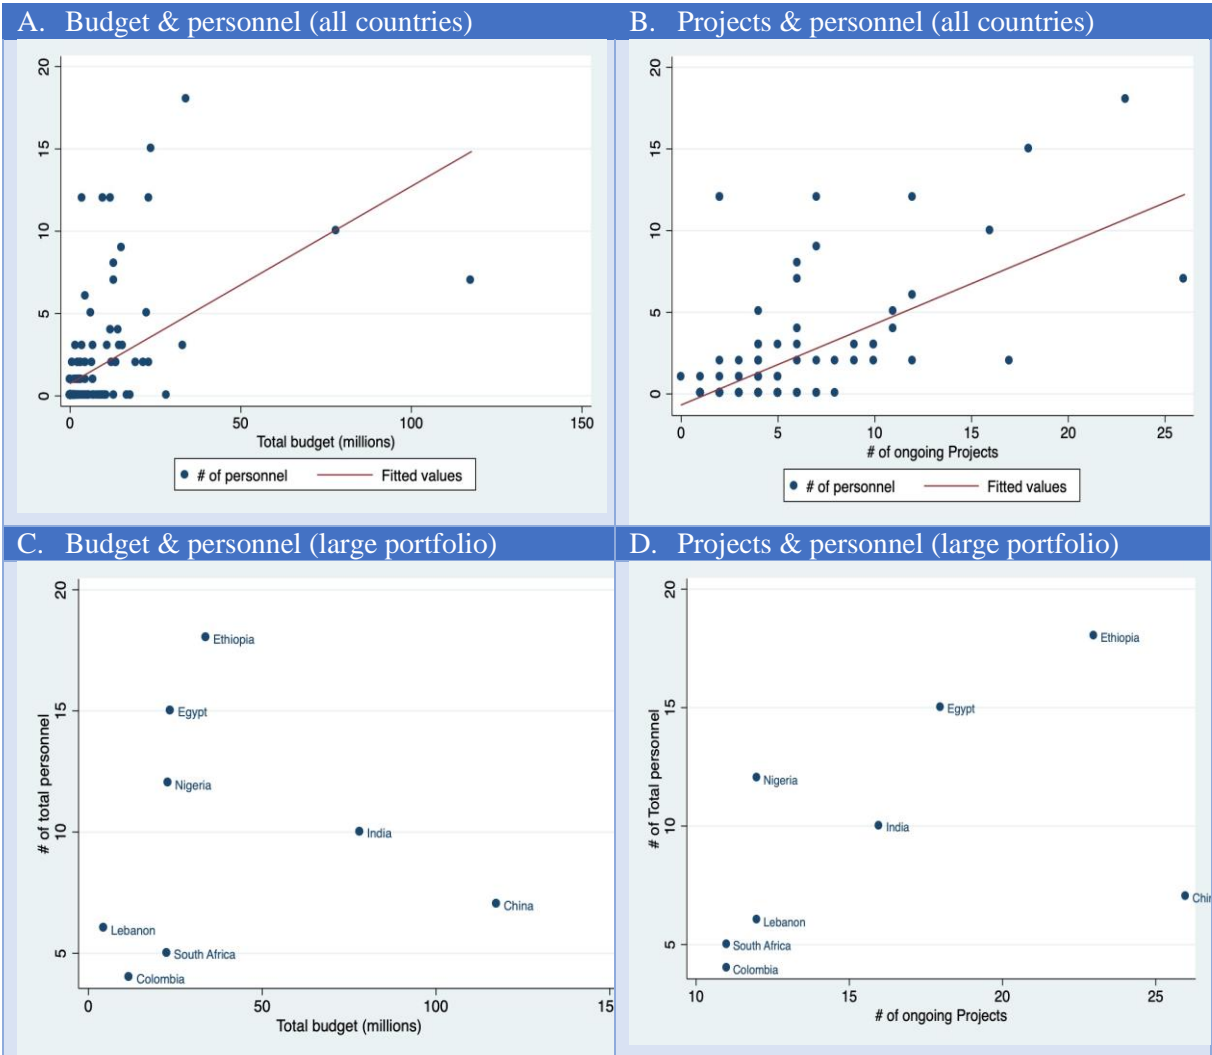 A. Budget & personnel (all countries)
20
15
10
5
0
0 50 100 150
Total budget (millions)
# of personnel Fitted values
B. Projects & personnel (all countries)
20
15
10
5
0
0 5 10 15 20 25
# of ongoing Projects
# of personnel Fitted values
C. Budget & personnel (large portfolio)
# of total personnel
20
15
10
5
Ethiopia
Egypt
Nigeria
India
China
Lebanon
South Africa
Colombia
0 50 100 15
Total budget (millions)
D. Projects & personnel (large portfolio)
# of Total personnel
20
15
10
5
Ethiopia
Egypt
Nigeria
India
Chin
Lebanon
South Africa
Colombia
10 15 20 25
# of ongoing Projects